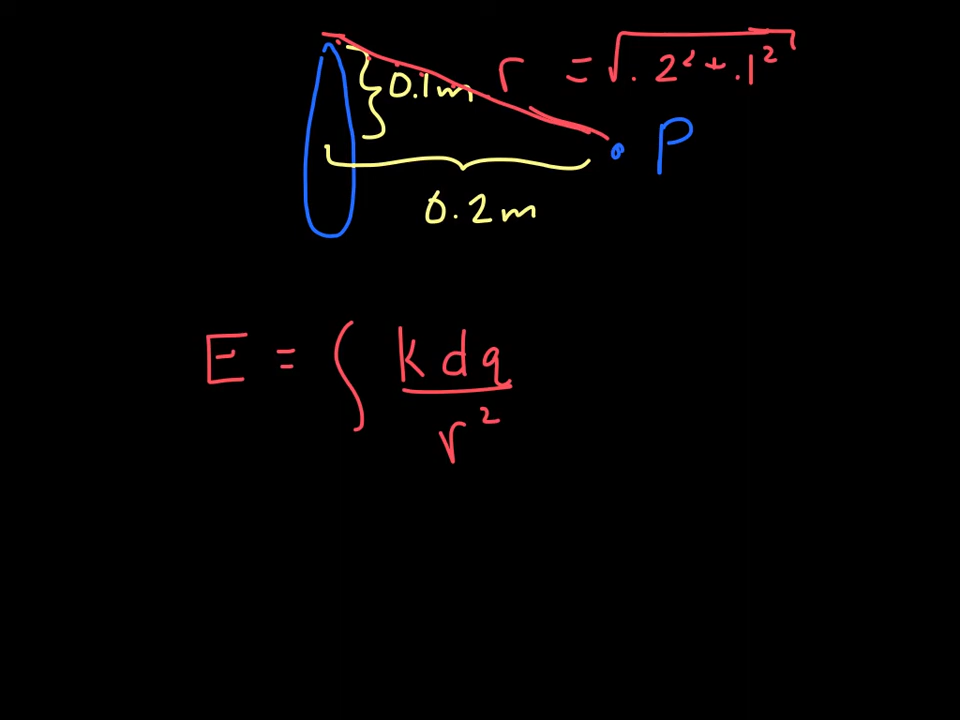 0.1m r = √.2² + .1²
P
0.2m
E = ∫ kdq / r²